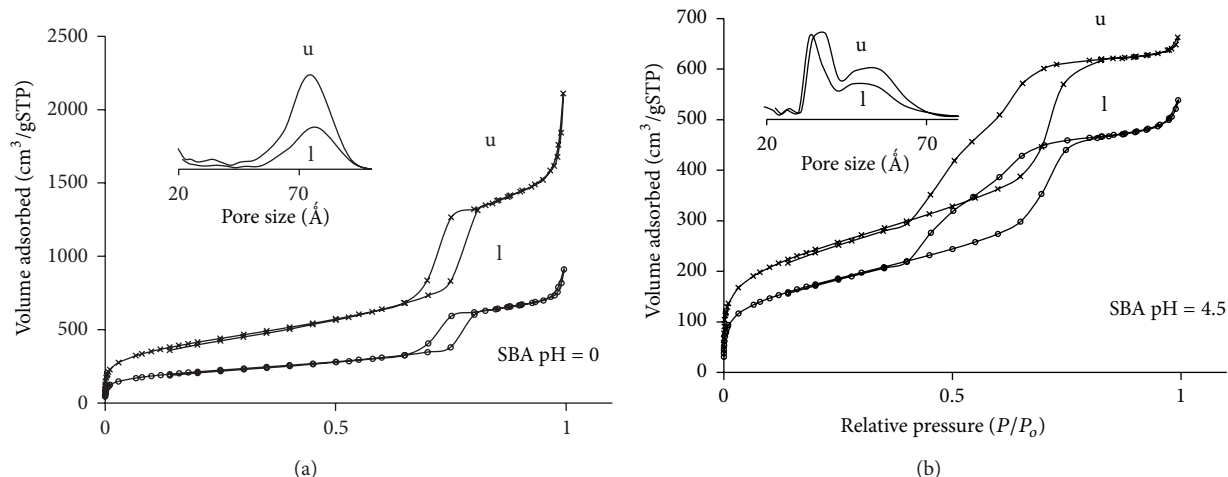 2500
2000
1500
1000
500
0
Volume adsorbed (cm³/gSTP)
u
l
20
70
Pore size (Å)
u
l
SBA pH = 0
0
0.5
1
(a)
700
600
500
400
300
200
100
0
Volume adsorbed (cm³/gSTP)
u
l
20
70
Pore size (Å)
u
l
SBA pH = 4.5
0
0.5
1
Relative pressure (P/Pₒ)
(b)